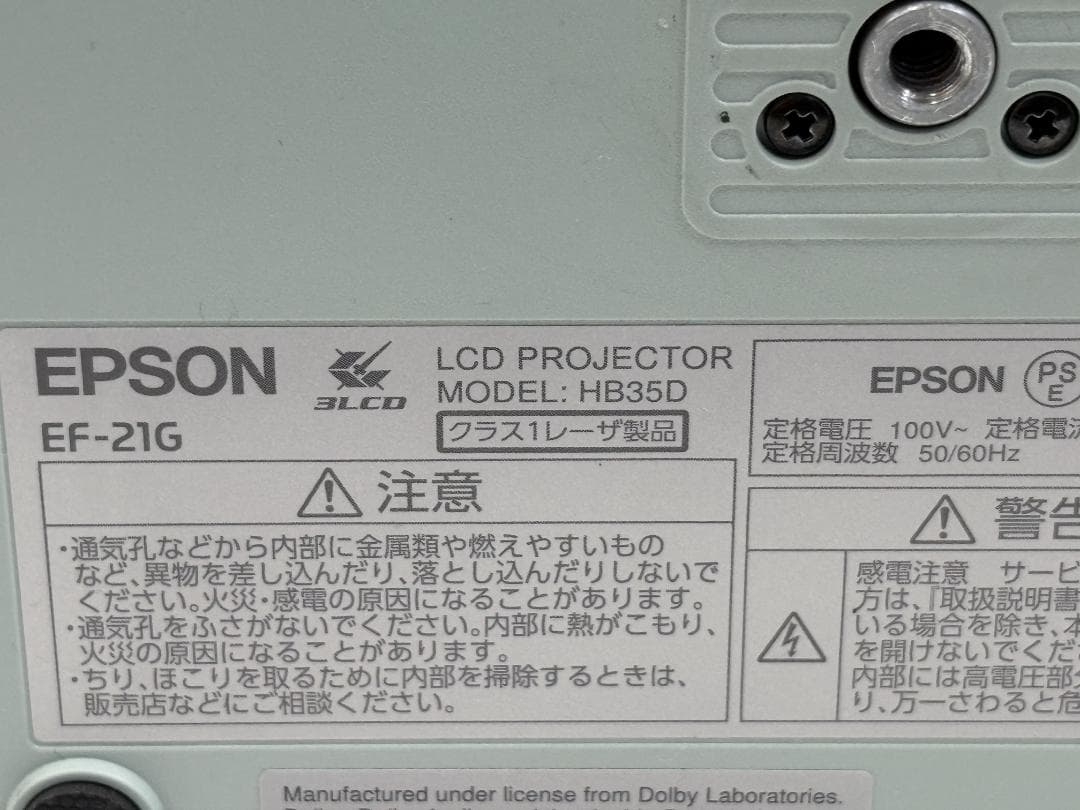 EPSON
3LCD
LCD PROJECTOR
MODEL: HB35D
EF-21G
クラス1レーザ製品
注意
・通気孔などから内部に金属類や燃えやすいもの
など、異物を差し込んだり、落とし込んだりしないで
ください。火災・感電の原因になることがあります。
・通気孔をふさがないでください。内部に熱がこもり、
火災の原因になることがあります。
・ちり、ほこりを取るために内部を掃除するときは、
販売店などにご相談ください。
EPSON PSE
定格電圧 100V~ 定格電流
定格周波数 50/60Hz
警告
感電注意 サービ
方は、『取扱説明書
いる場合を除き、本
を開けないでくだ
内部には高電圧部
り、万一さわると危
Manufactured under license from Dolby Laboratories.